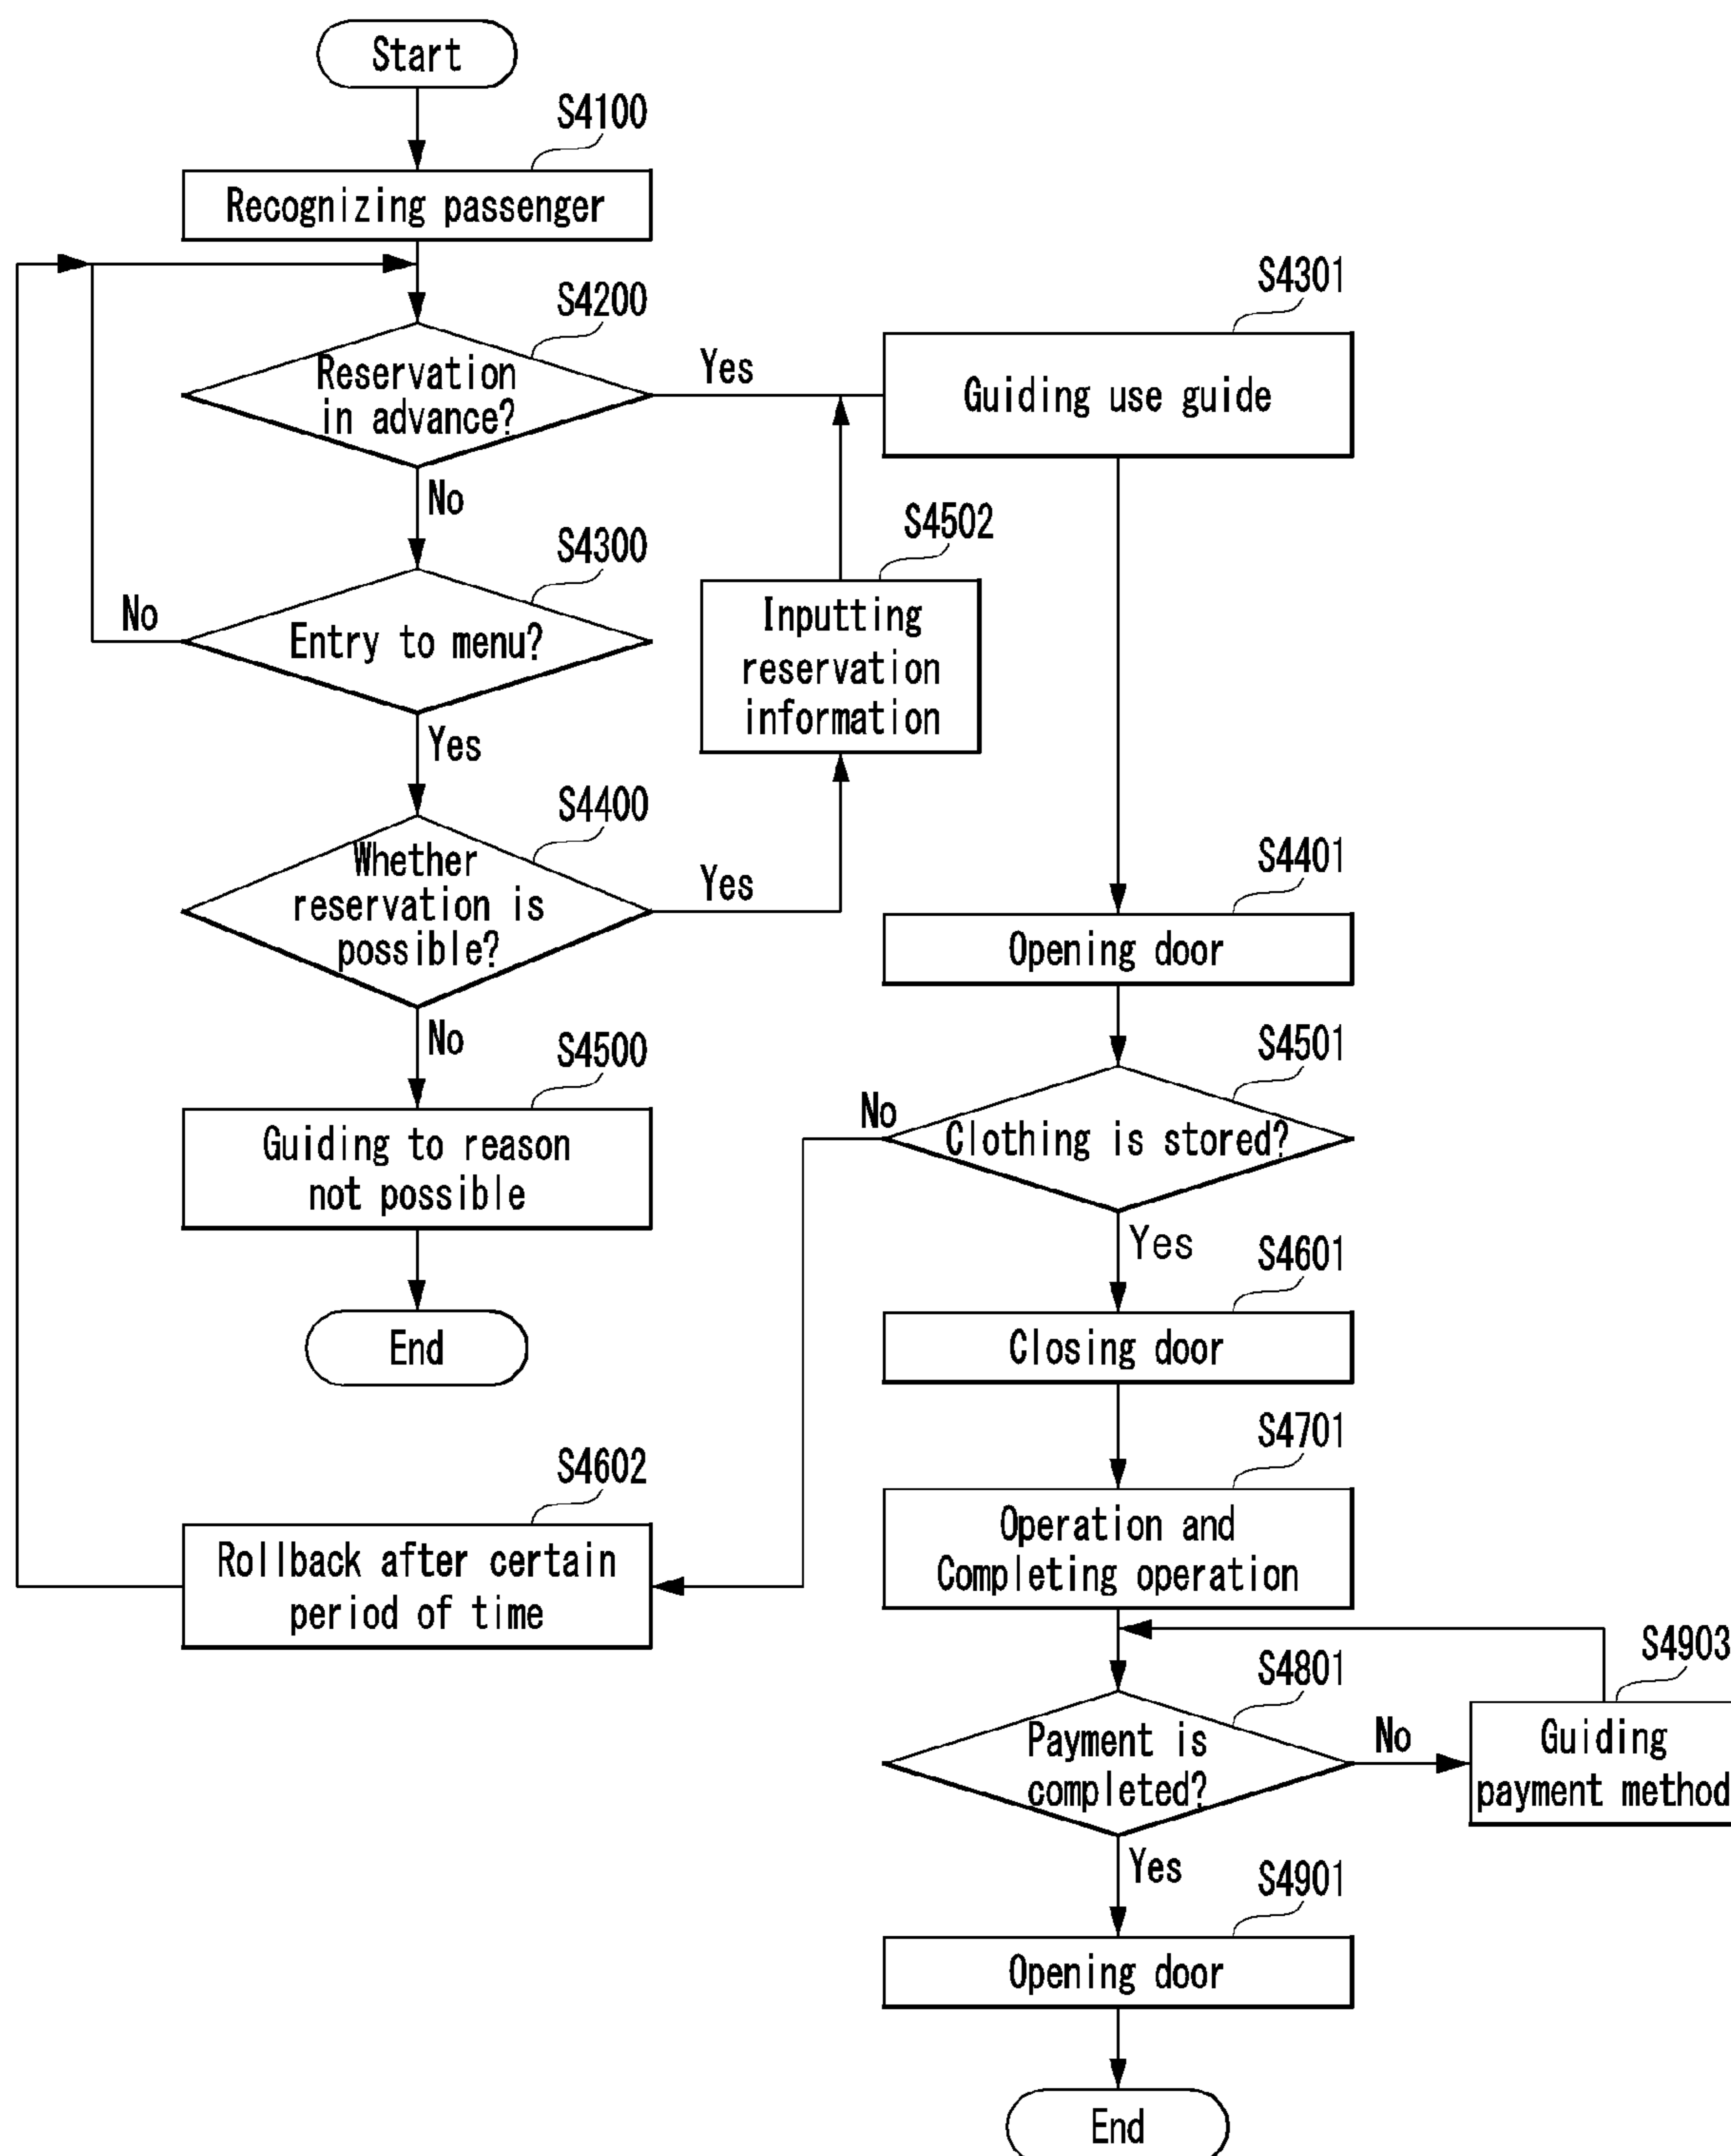 Start
S4100
Recognizing passenger
S4200
Reservation
in advance?
Yes
No
S4301
Guiding use guide
S4300
Entry to menu?
No
Yes
S4502
Inputting
reservation
information
S4400
Whether
reservation is
possible?
Yes
No
S4401
Opening door
S4500
Guiding to reason
not possible
End
S4501
Clothing is stored?
No
Yes
S4601
Closing door
S4602
Rollback after certain
period of time
S4701
Operation and
Completing operation
S4801
Payment is
completed?
No
Yes
S4903
Guiding
payment method
S4901
Opening door
End